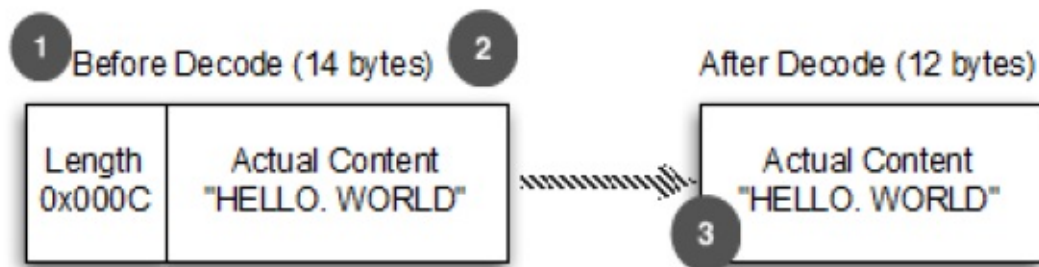 1
Before Decode (14 bytes)
2
After Decode (12 bytes)
Length
0x000C
Actual Content
"HELLO. WORLD"
Actual Content
"HELLO. WORLD"
3